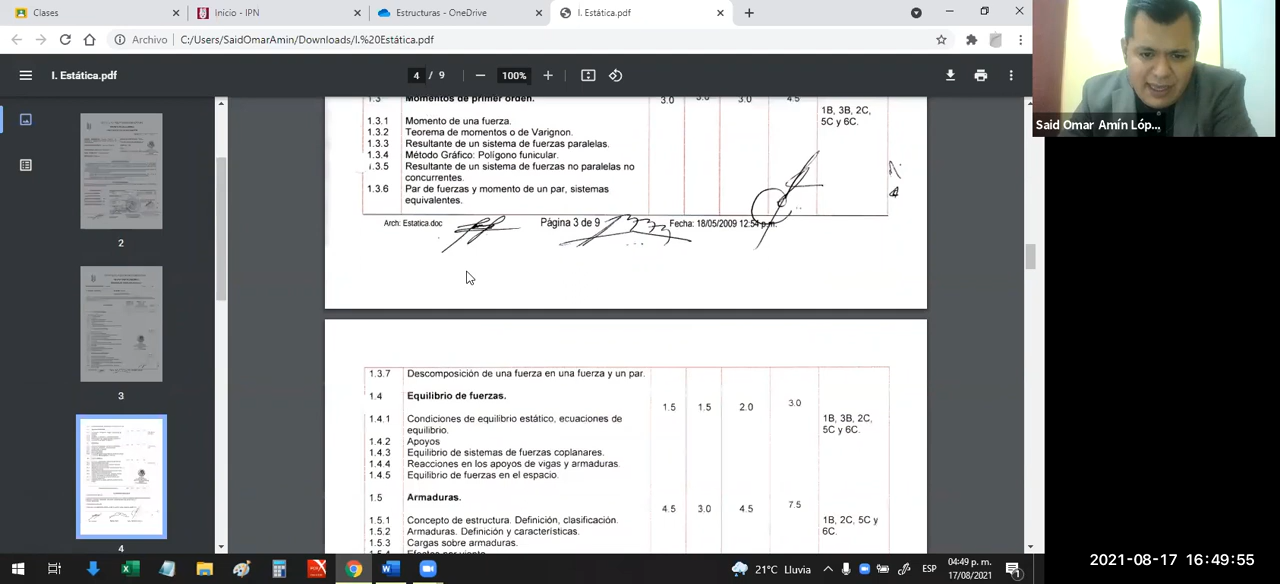 Clases
Inicio - IPN
Estructuras - OneDrive
I. Estática.pdf
Archivo
C:/Users/SaidOmarAmin/Downloads/I.%20Estática.pdf
I. Estática.pdf
4 / 9
100%
2
3
4
1.3 Momentos de primer orden. 3.0 3.0 3.0 4.5
1B, 3B, 2C,
5C y 6C.
1.3.1 Momento de una fuerza.
1.3.2 Teorema de momentos o de Varignon.
1.3.3 Resultante de un sistema de fuerzas paralelas.
1.3.4 Método Gráfico: Polígono funicular.
1.3.5 Resultante de un sistema de fuerzas no paralelas no
concurrentes.
1.3.6 Par de fuerzas y momento de un par, sistemas
equivalentes.
Arch: Estatica.doc Página 3 de 9 Fecha: 18/05/2009 12:54 p.m.
1.3.7 Descomposición de una fuerza en una fuerza y un par.
1.4 Equilibrio de fuerzas. 1.5 1.5 2.0 3.0
1B, 3B, 2C,
5C y 6C.
1.4.1 Condiciones de equilibrio estático, ecuaciones de
equilibrio.
1.4.2 Apoyos
1.4.3 Equilibrio de sistemas de fuerzas coplanares.
1.4.4 Reacciones en los apoyos de vigas y armaduras.
1.4.5 Equilibrio de fuerzas en el espacio.
1.5 Armaduras. 4.5 3.0 4.5 7.5
1B, 2C, 5C y
6C.
1.5.1 Concepto de estructura. Definición, clasificación.
1.5.2 Armaduras. Definición y características.
1.5.3 Cargas sobre armaduras.
1.5.4 Efectos por viento
Said Omar Amín Lóp...
21°C Lluvia
ESP
04:49 p. m.
17/08/2021
2021-08-17 16:49:55